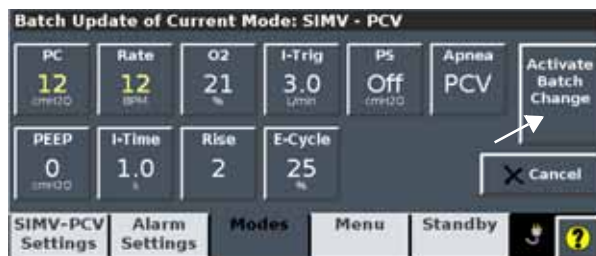 Batch Update of Current Mode: SIMV - PCV
PC Rate O2 I-Trig PS Apnea
12 12 21 3.0 Off PCV
cmH2O BPM % L/min cmH2O
Activate
Batch
Change
PEEP I-Time Rise E-Cycle
0 1.0 2 25
cmH2O s %
Cancel
SIMV-PCV Alarm Modes Menu Standby
Settings Settings
?